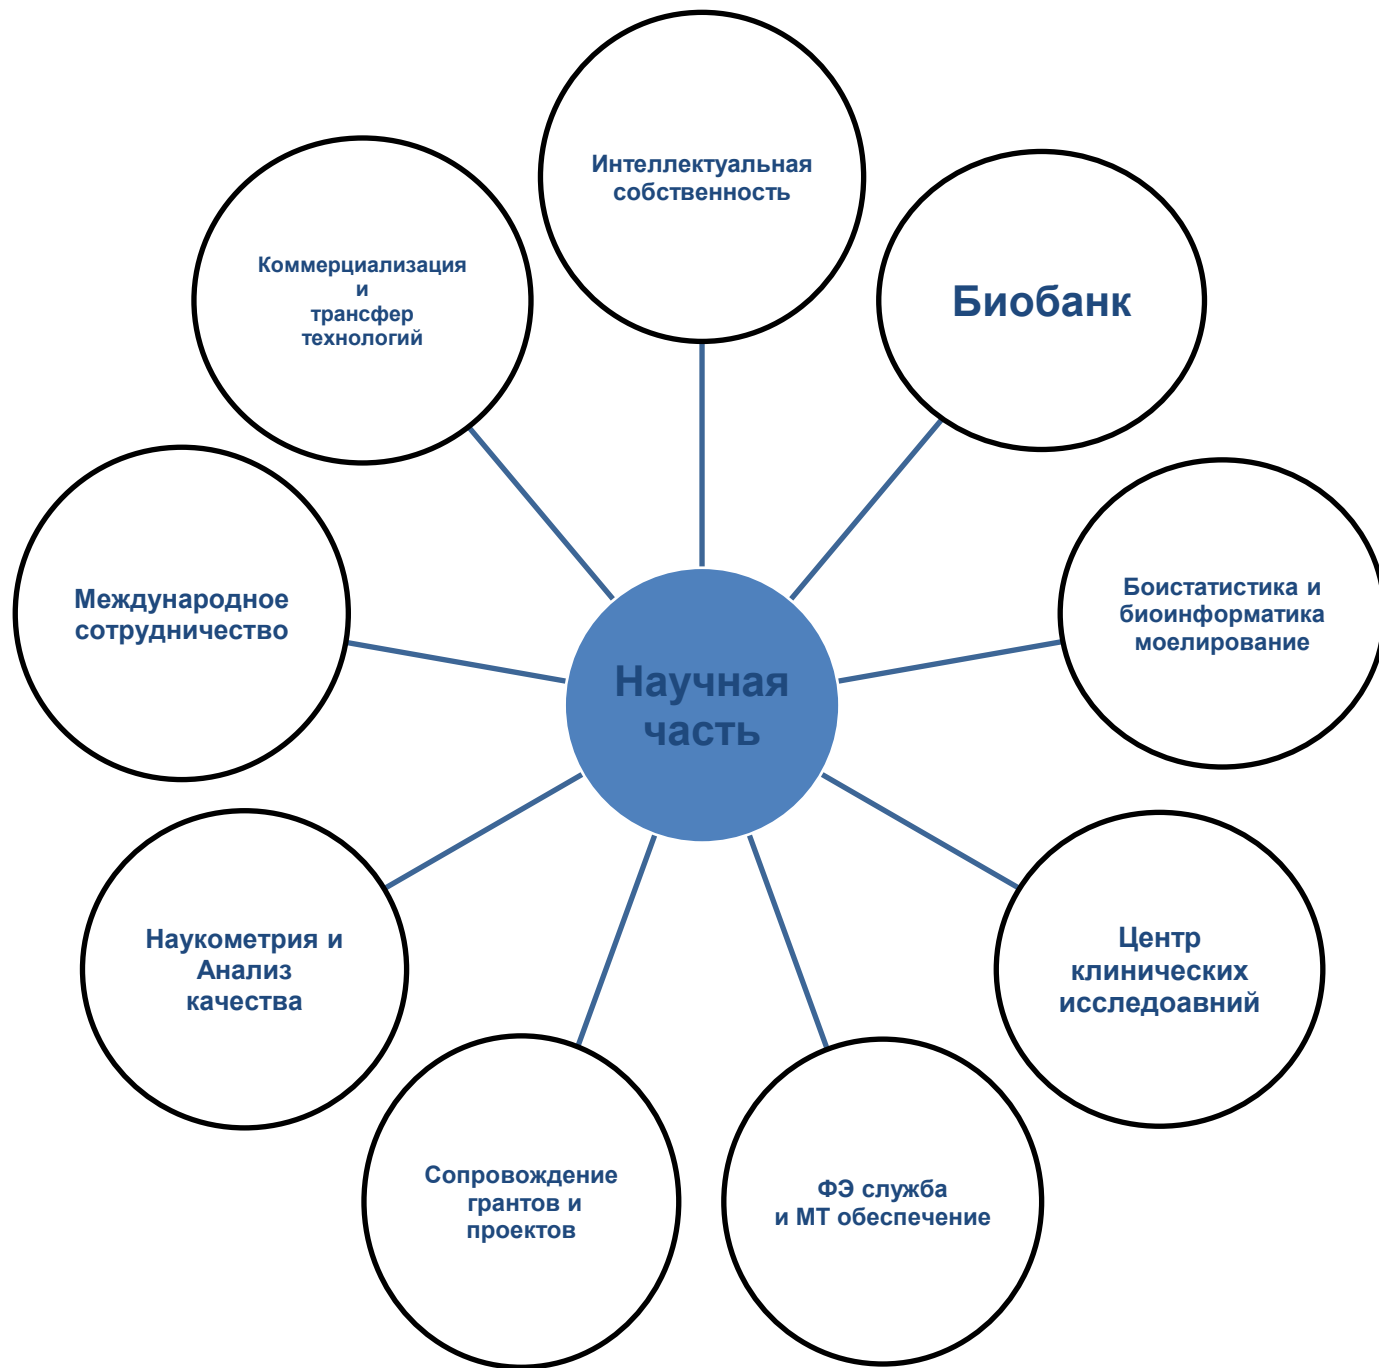 Интеллектуальная
собственность
Биобанк
Боистатистика и
биоинформатика
моелирование
Центр
клинических
исследоавний
ФЭ служба
и МТ обеспечение
Сопровождение
грантов и
проектов
Наукометрия и
Анализ
качества
Международное
сотрудничество
Коммерциализация
и
трансфер
технологий
Научная
часть